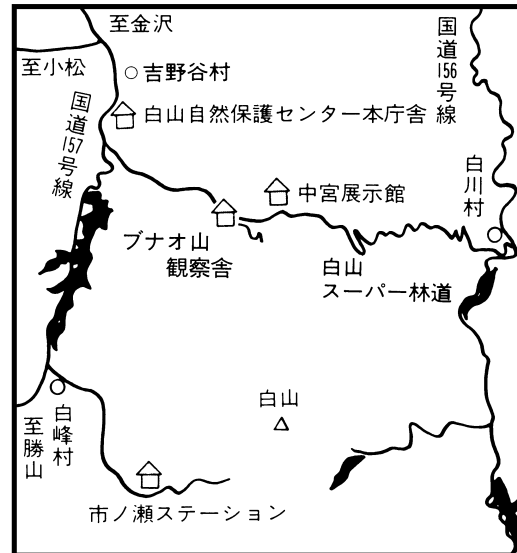 至金沢
至小松
吉野谷村
国道157号線
白山自然保護センター本庁舎
国道156号線
中宮展示館
白川村
ブナオ山
観察舎
白山
スーパー林道
白山
白峰村
至勝山
市ノ瀬ステーション